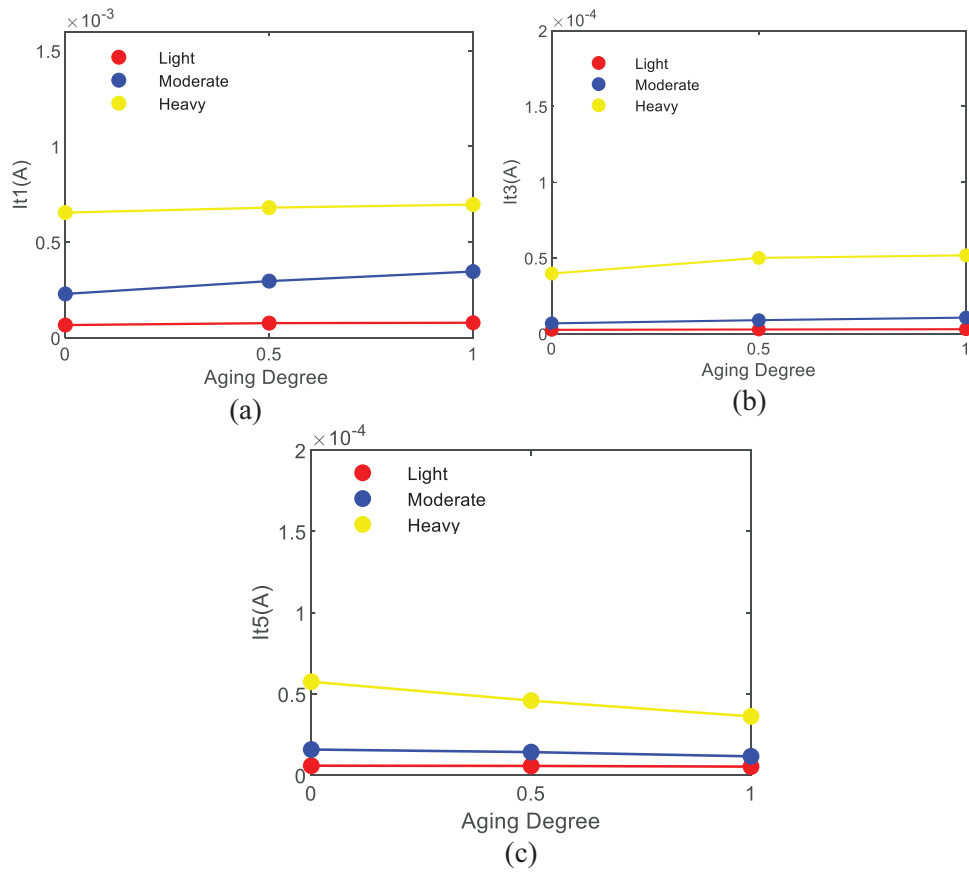 ×10-3
1.5
1
0.5
0
It1(A)
Light
Moderate
Heavy
0 0.5 1
Aging Degree
(a)
×10-4
2
1.5
1
0.5
0
It3(A)
Light
Moderate
Heavy
0 0.5 1
Aging Degree
(b)
×10-4
2
1.5
1
0.5
0
It5(A)
Light
Moderate
Heavy
0 0.5 1
Aging Degree
(c)